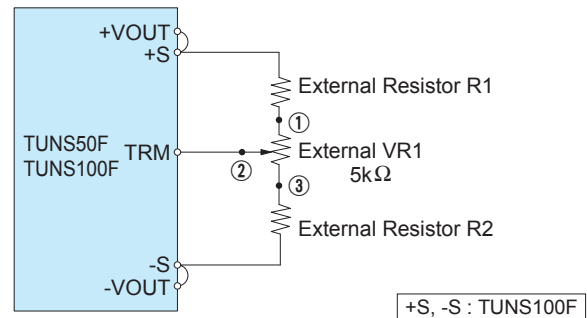 +VOUT
+S
External Resistor R1
①
TUNS50F
TUNS100F
TRM
②
External VR1
5kΩ
③
External Resistor R2
-S
-VOUT
+S, -S : TUNS100F